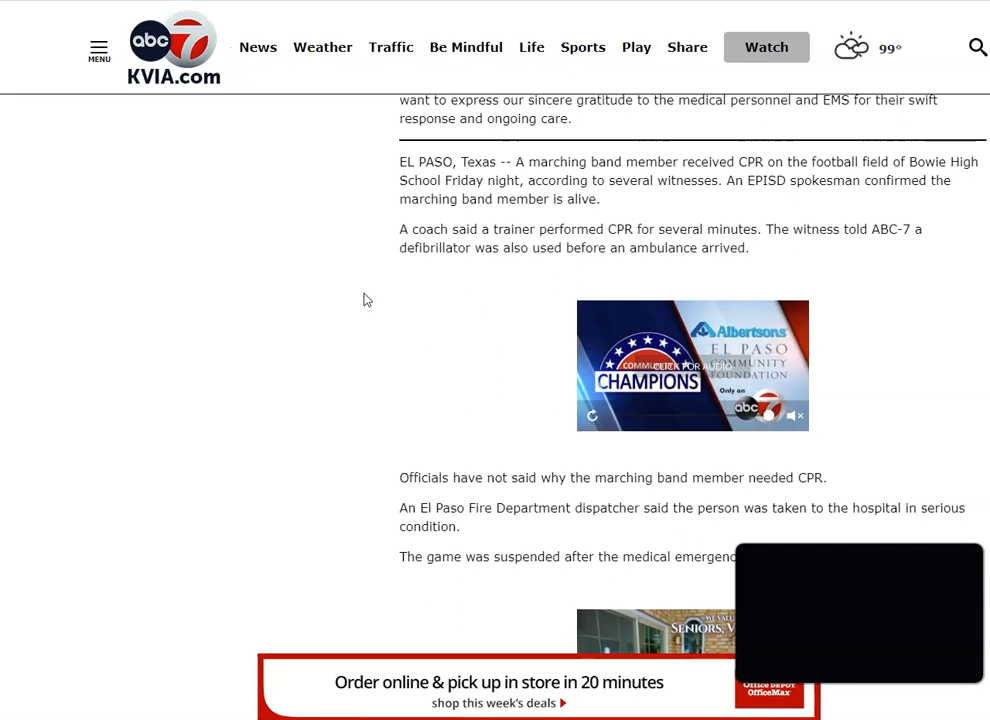 abc 7
KVIA.com
MENU
News
Weather
Traffic
Be Mindful
Life
Sports
Play
Share
Watch
99°
want to express our sincere gratitude to the medical personnel and EMS for their swift
response and ongoing care.
EL PASO, Texas -- A marching band member received CPR on the football field of Bowie High
School Friday night, according to several witnesses. An EPISD spokesman confirmed the
marching band member is alive.
A coach said a trainer performed CPR for several minutes. The witness told ABC-7 a
defibrillator was also used before an ambulance arrived.
COMMUNITY
CHAMPIONS
CLICK FOR AUDIO
Albertsons
EL PASO
COMMUNITY
FOUNDATION
Only on
abc 7
Officials have not said why the marching band member needed CPR.
An El Paso Fire Department dispatcher said the person was taken to the hospital in serious
condition.
The game was suspended after the medical
SENIORS,
Order online & pick up in store in 20 minutes
shop this week's deals
Office DEPOT
OfficeMax